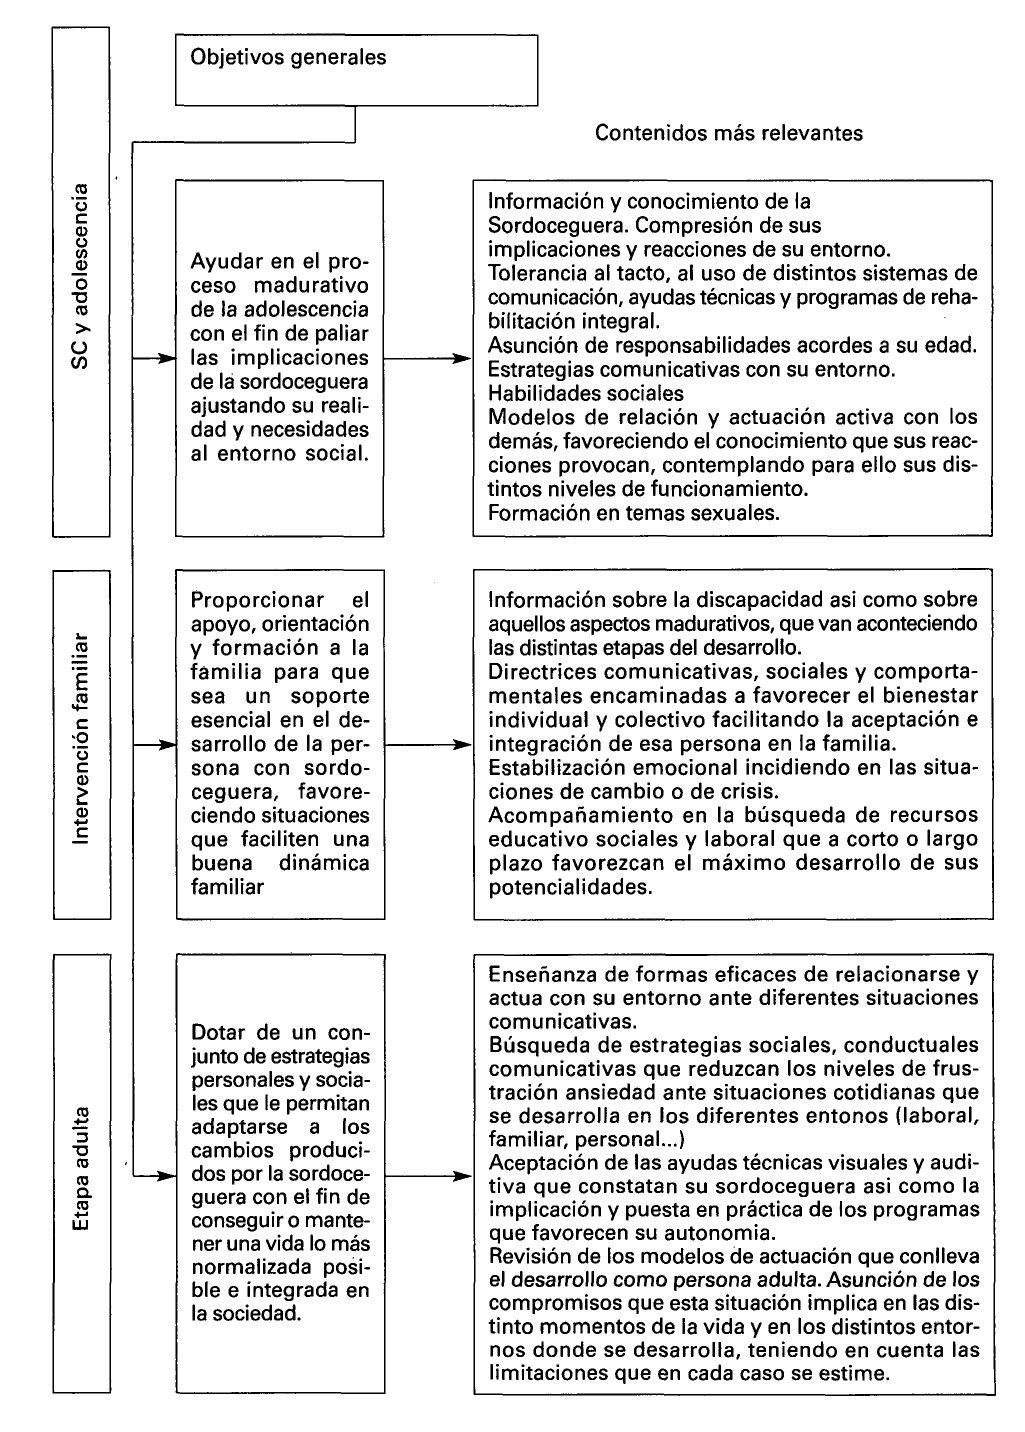 Objetivos generales
Contenidos más relevantes
SC y adolescencia
Ayudar en el pro-
ceso madurativo
de la adolescencia
con el fin de paliar
las implicaciones
de la sordoceguera
ajustando su reali-
dad y necesidades
al entorno social.
Información y conocimiento de la
Sordoceguera. Compresión de sus
implicaciones y reacciones de su entorno.
Tolerancia al tacto, al uso de distintos sistemas de
comunicación, ayudas técnicas y programas de reha-
bilitación integral.
Asunción de responsabilidades acordes a su edad.
Estrategias comunicativas con su entorno.
Habilidades sociales
Modelos de relación y actuación activa con los
demás, favoreciendo el conocimiento que sus reac-
ciones provocan, contemplando para ello sus dis-
tintos niveles de funcionamiento.
Formación en temas sexuales.
Intervención familiar
Proporcionar el
apoyo, orientación
y formación a la
familia para que
sea un soporte
esencial en el de-
sarrollo de la per-
sona con sordo-
ceguera, favore-
ciendo situaciones
que faciliten una
buena dinámica
familiar
Información sobre la discapacidad asi como sobre
aquellos aspectos madurativos, que van aconteciendo
las distintas etapas del desarrollo.
Directrices comunicativas, sociales y comporta-
mentales encaminadas a favorecer el bienestar
individual y colectivo facilitando la aceptación e
integración de esa persona en la familia.
Estabilización emocional incidiendo en las situa-
ciones de cambio o de crisis.
Acompañamiento en la búsqueda de recursos
educativo sociales y laboral que a corto o largo
plazo favorezcan el máximo desarrollo de sus
potencialidades.
Etapa adulta
Dotar de un con-
junto de estrategias
personales y socia-
les que le permitan
adaptarse a los
cambios produci-
dos por la sordoce-
guera con el fin de
conseguir o mante-
ner una vida lo más
normalizada posi-
ble e integrada en
la sociedad.
Enseñanza de formas eficaces de relacionarse y
actua con su entorno ante diferentes situaciones
comunicativas.
Búsqueda de estrategias sociales, conductuales
comunicativas que reduzcan los niveles de frus-
tración ansiedad ante situaciones cotidianas que
se desarrolla en los diferentes entonos (laboral,
familiar, personal...)
Aceptación de las ayudas técnicas visuales y audi-
tiva que constatan su sordoceguera asi como la
implicación y puesta en práctica de los programas
que favorecen su autonomia.
Revisión de los modelos de actuación que conlleva
el desarrollo como persona adulta. Asunción de los
compromisos que esta situación implica en las dis-
tinto momentos de la vida y en los distintos entor-
nos donde se desarrolla, teniendo en cuenta las
limitaciones que en cada caso se estime.